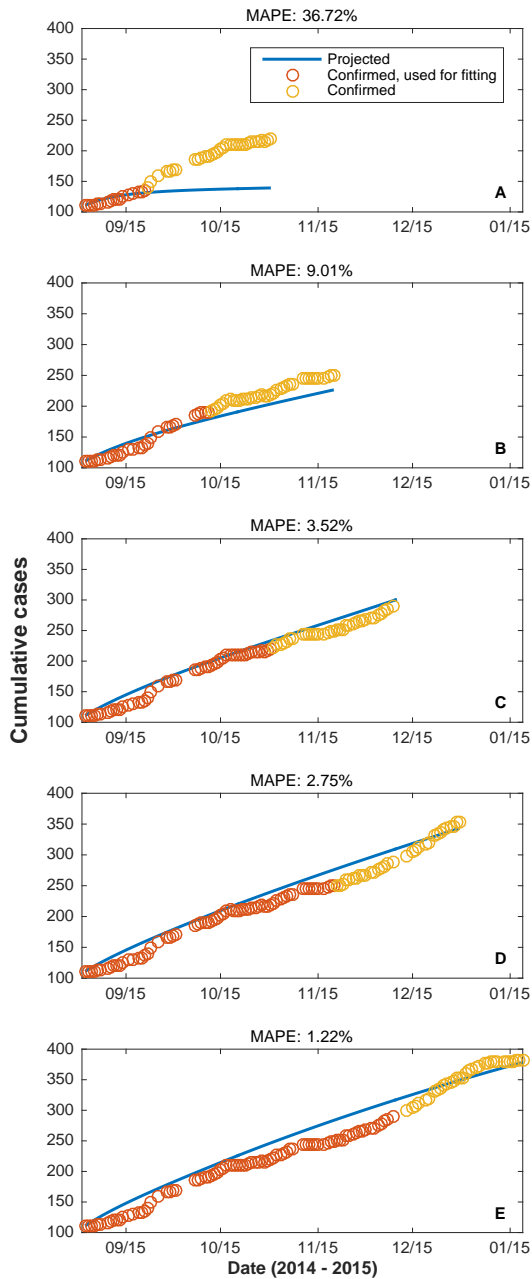 MAPE: 36.72%
400
350
300
250
200
150
100
Projected
Confirmed, used for fitting
Confirmed
A
09/15 10/15 11/15 12/15 01/15
MAPE: 9.01%
400
350
300
250
200
150
100
B
09/15 10/15 11/15 12/15 01/15
MAPE: 3.52%
400
350
300
250
200
150
100
C
09/15 10/15 11/15 12/15 01/15
Cumulative cases
MAPE: 2.75%
400
350
300
250
200
150
100
D
09/15 10/15 11/15 12/15 01/15
MAPE: 1.22%
400
350
300
250
200
150
100
E
09/15 10/15 11/15 12/15 01/15
Date (2014 - 2015)